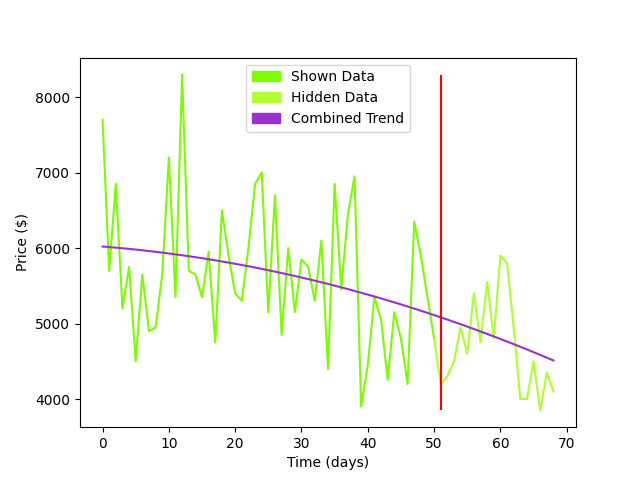 Shown Data
Hidden Data
Combined Trend
Price ($)
8000
7000
6000
5000
4000
0 10 20 30 40 50 60 70
Time (days)